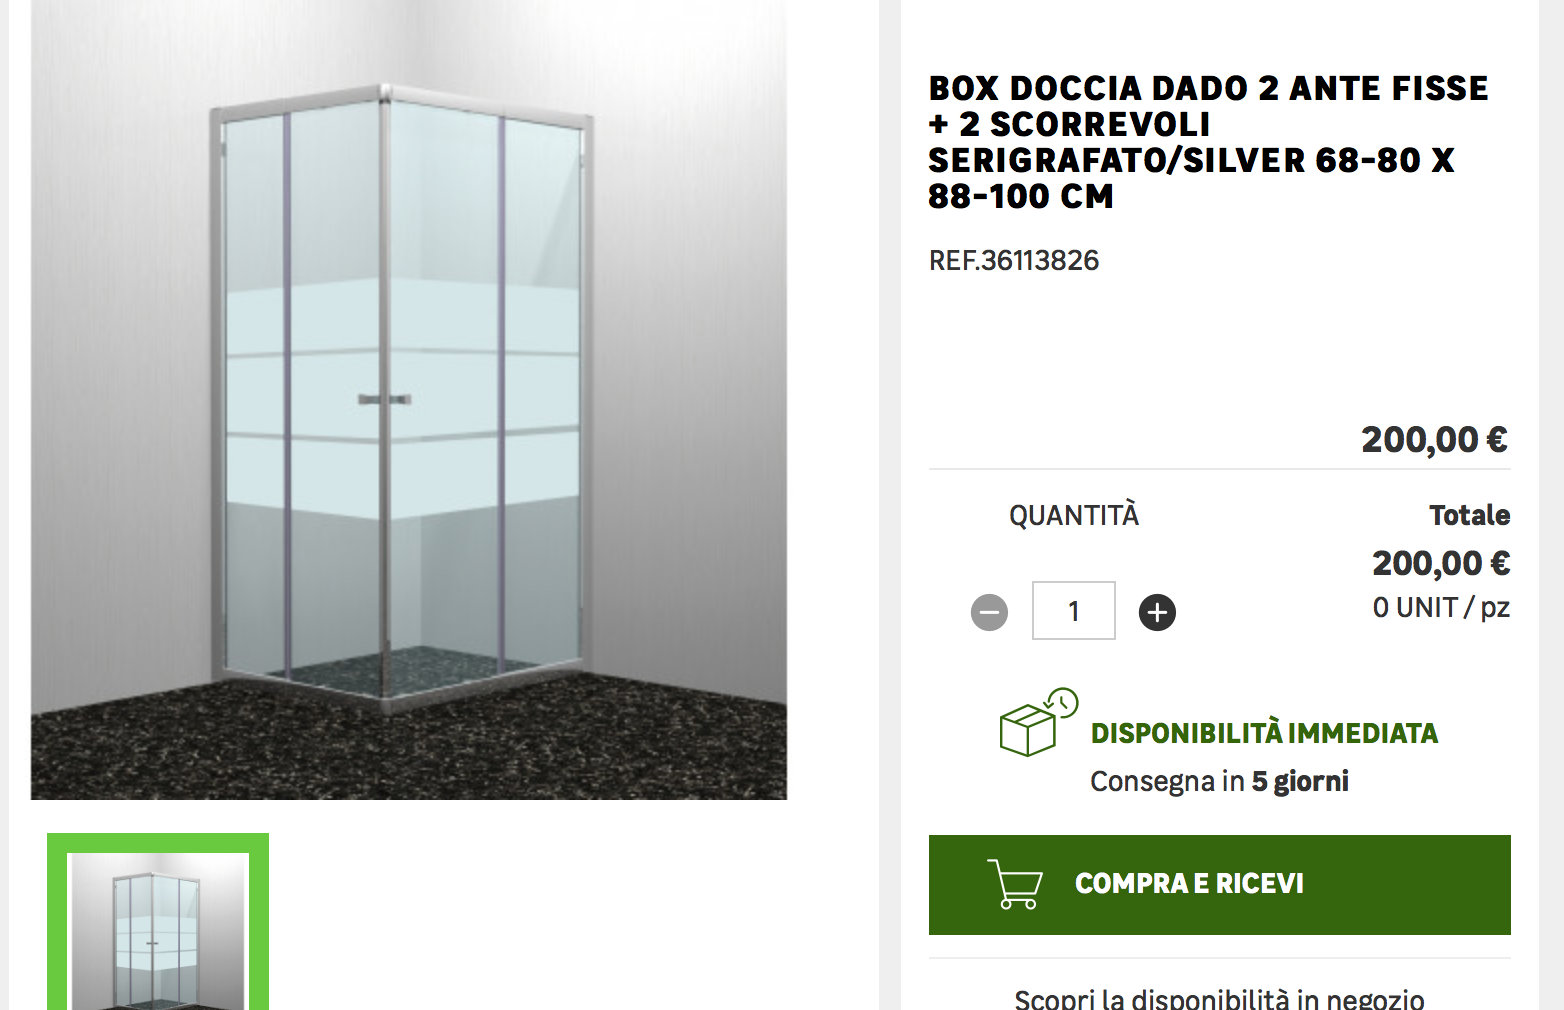 BOX DOCCIA DADO 2 ANTE FISSE
+ 2 SCORREVOLI
SERIGRAFATO/SILVER 68-80 X
88-100 CM
REF.36113826
200,00 €
QUANTITÀ
Totale
200,00 €
1
0 UNIT / pz
DISPONIBILITÀ IMMEDIATA
Consegna in 5 giorni
COMPRA E RICEVI
Scopri la disponibilità in negozio